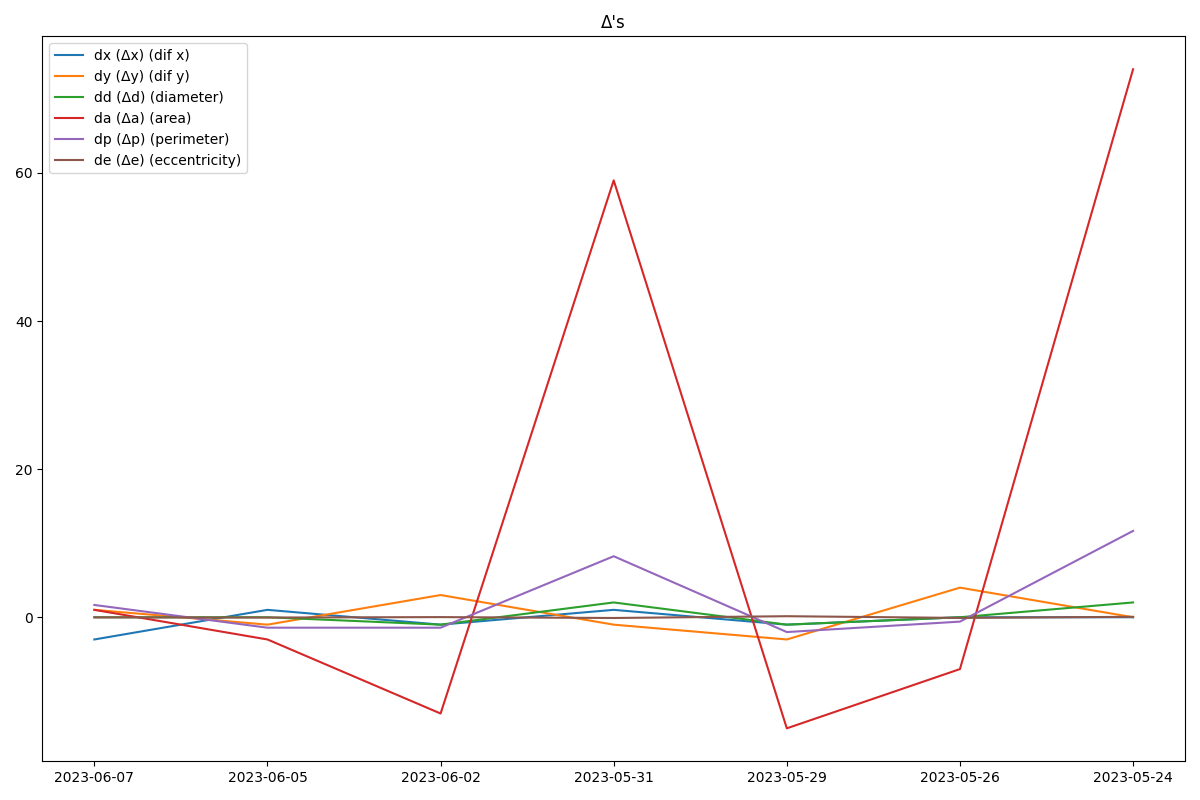 Δ's
dx (Δx) (dif x)
dy (Δy) (dif y)
dd (Δd) (diameter)
da (Δa) (area)
dp (Δp) (perimeter)
de (Δe) (eccentricity)
60
40
20
0
2023-06-07 2023-06-05 2023-06-02 2023-05-31 2023-05-29 2023-05-26 2023-05-24